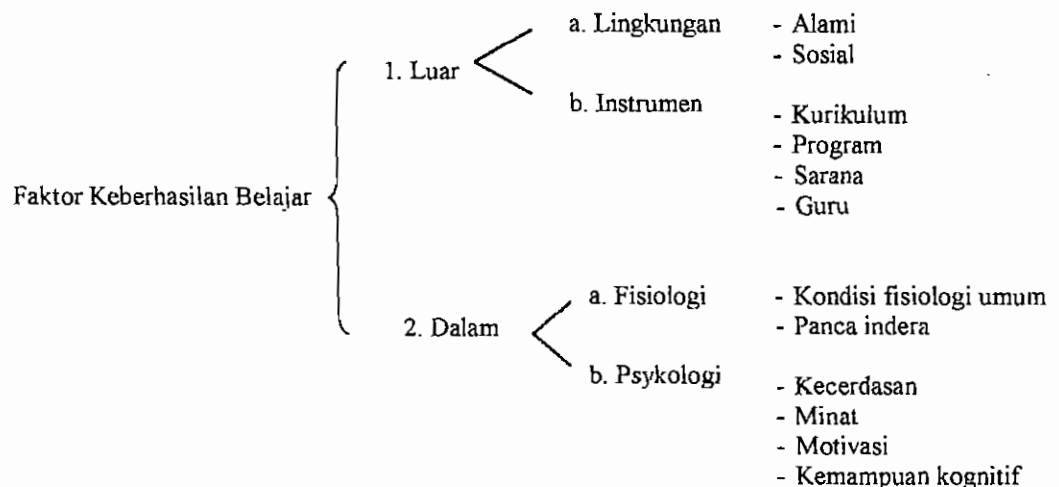 a. Lingkungan - Alami
- Sosial
1. Luar
b. Instrumen
- Kurikulum
- Program
- Sarana
- Guru
Faktor Keberhasilan Belajar
a. Fisiologi - Kondisi fisiologi umum
- Panca indera
2. Dalam
b. Psykologi
- Kecerdasan
- Minat
- Motivasi
- Kemampuan kognitif